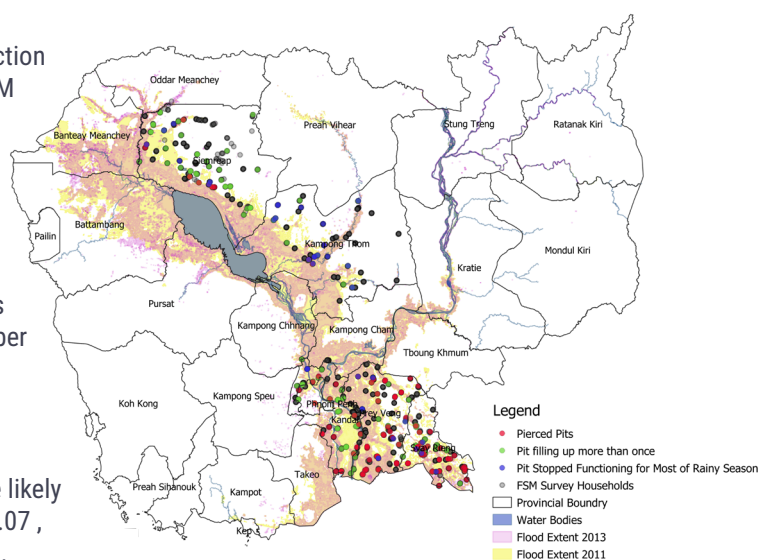 ction
M
s
per
e likely
.07 ,
Oddar Meanchey
Banteay Meanchey
Siemreap
Preah Vihear
Stung Treng
Ratanak Kiri
Battambang
Pailin
Kampong Thom
Mondul Kiri
Kratie
Pursat
Kampong Chhnang
Kampong Cham
Tboung Khmum
Koh Kong
Kampong Speu
Phnom Penh
Kandal
Prey Veng
Svay Rieng
Takeo
Preah Sihanouk
Kampot
Kep
Legend
Pierced Pits
Pit filling up more than once
Pit Stopped Functioning for Most of Rainy Season
FSM Survey Households
Provincial Boundry
Water Bodies
Flood Extent 2013
Flood Extent 2011